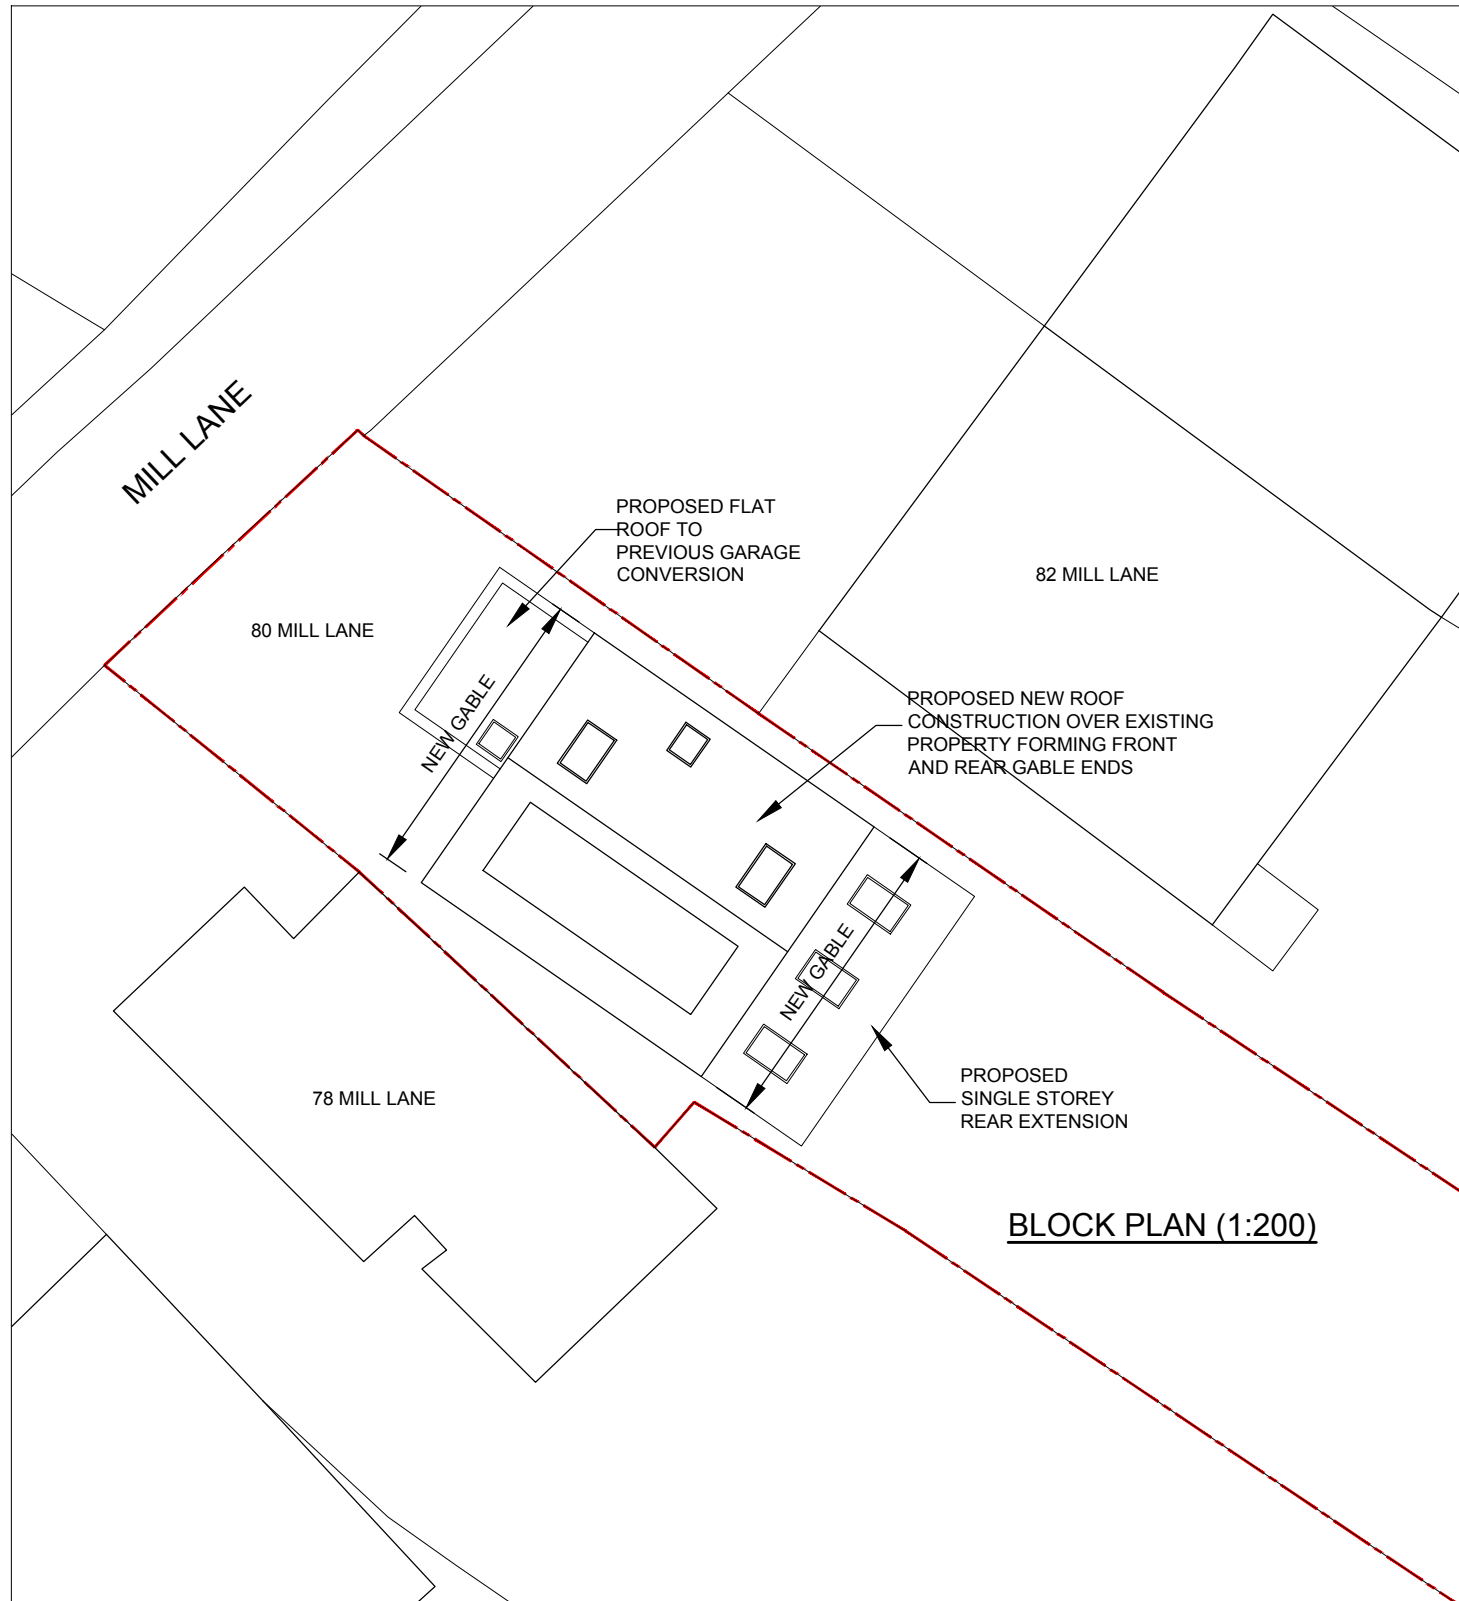 MILL LANE
PROPOSED FLAT
ROOF TO
PREVIOUS GARAGE
CONVERSION
82 MILL LANE
80 MILL LANE
NEW GABLE
PROPOSED NEW ROOF
CONSTRUCTION OVER EXISTING
PROPERTY FORMING FRONT
AND REAR GABLE ENDS
NEW GABLE
78 MILL LANE
PROPOSED
SINGLE STOREY
REAR EXTENSION
BLOCK PLAN (1:200)